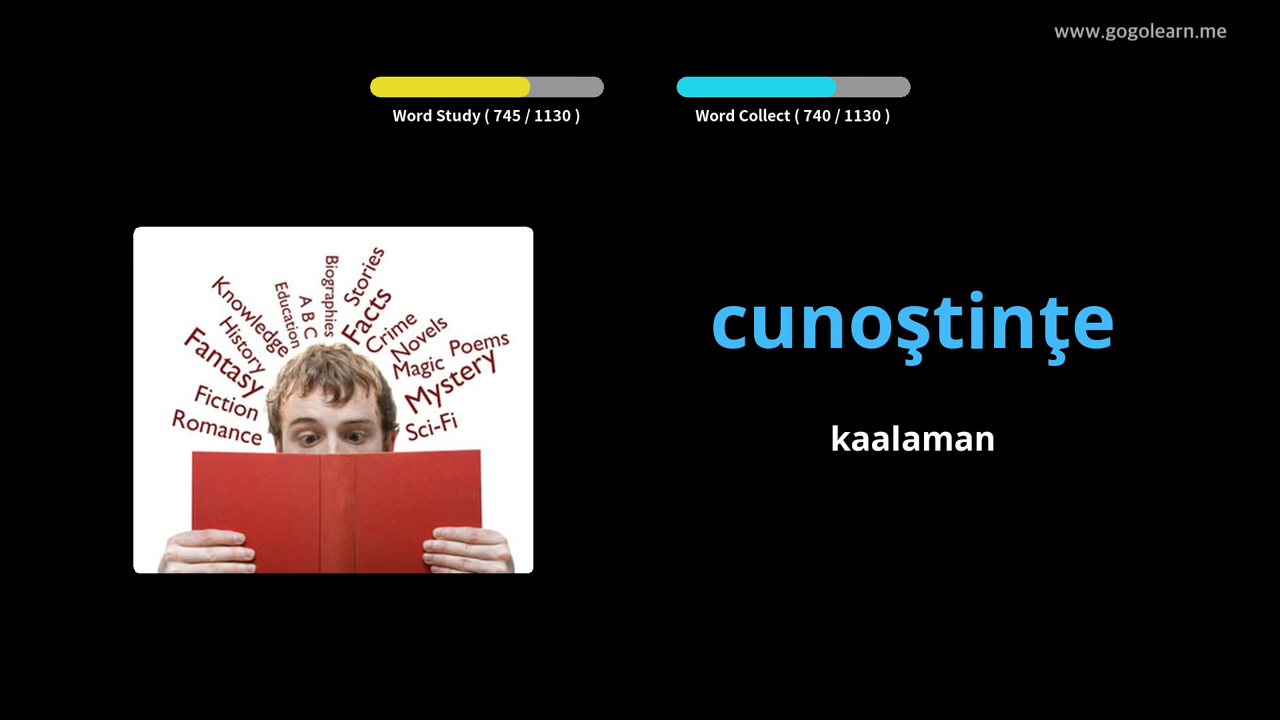 www.gogolearn.me
Word Study ( 745 / 1130 )
Word Collect ( 740 / 1130 )
Biographies
Stories
Knowledge
Education
A B C
Facts
History
Crime
Novels
Fantasy
Magic
Poems
Mystery
Fiction
Romance
Sci-Fi
cunoştinţe
kaalaman